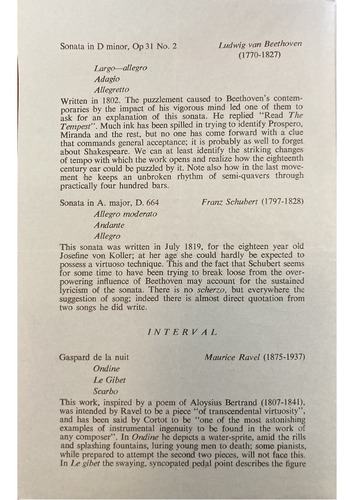 Sonata in D minor, Op 31 No. 2 Ludwig van Beethoven
(1770-1827)
Largo—allegro
Adagio
Allegretto
Written in 1802. The puzzlement caused to Beethoven's contem-
poraries by the impact of his vigorous mind led one of them to
ask for an explanation of this sonata. He replied "Read The
Tempest". Much ink has been spilled in trying to identify Prospero,
Miranda and the rest, but no one has come forward with a clue
that commands general acceptance; it is probably as well to forget
about Shakespeare. We can at least identify the striking changes
of tempo with which the work opens and realize how the eighteenth
century ear could be puzzled by it. Note also how in the last move-
ment he keeps an unbroken rhythm of semi-quavers through
practically four hundred bars.
Sonata in A. major, D. 664 Franz Schubert (1797-1828)
Allegro moderato
Andante
Allegro
This sonata was written in July 1819, for the eighteen year old
Josefine von Koller; at her age she could hardly be expected to
possess a virtuoso technique. This and the fact that Schubert seems
for some time to have been trying to break loose from the over-
powering influence of Beethoven may account for the sustained
lyricism of the sonata. There is no scherzo, but everywhere the
suggestion of song; indeed there is almost direct quotation from
two songs he did write.
INTERVAL
Gaspard de la nuit Maurice Ravel (1875-1937)
Ondine
Le Gibet
Scarbo
This work, inspired by a poem of Aloysius Bertrand (1807-1841),
was intended by Ravel to be a piece "of transcendental virtuosity",
and has been said by Cortot to be "one of the most astonishing
examples of instrumental ingenuity to be found in the work of
any composer". In Ondine he depicts a water-sprite, amid the rills
and splashing fountains, luring young men to death; some pianists,
while prepared to attempt the second two pieces, will not face this.
In Le gibet the swaying, syncopated pedal point describes the figure